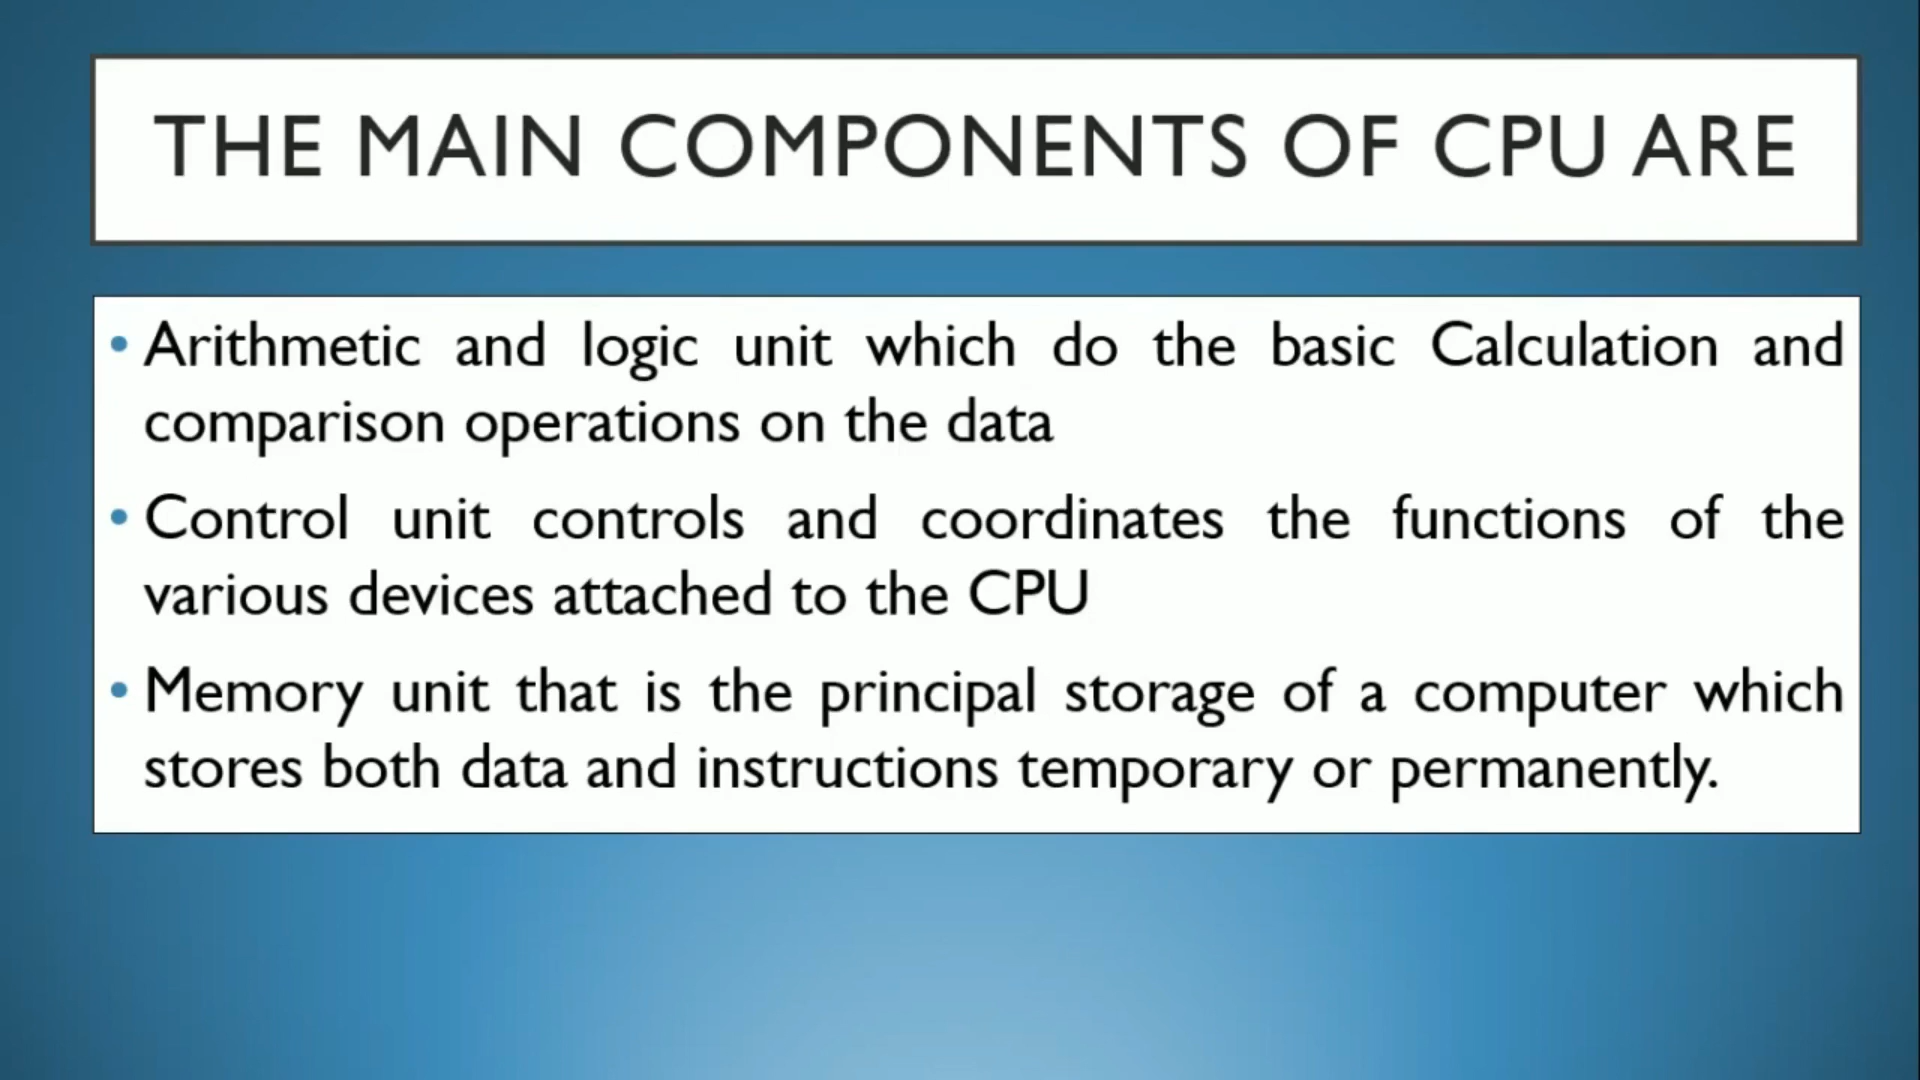 THE MAIN COMPONENTS OF CPU ARE
• Arithmetic and logic unit which do the basic Calculation and
comparison operations on the data
• Control unit controls and coordinates the functions of the
various devices attached to the CPU
• Memory unit that is the principal storage of a computer which
stores both data and instructions temporary or permanently.